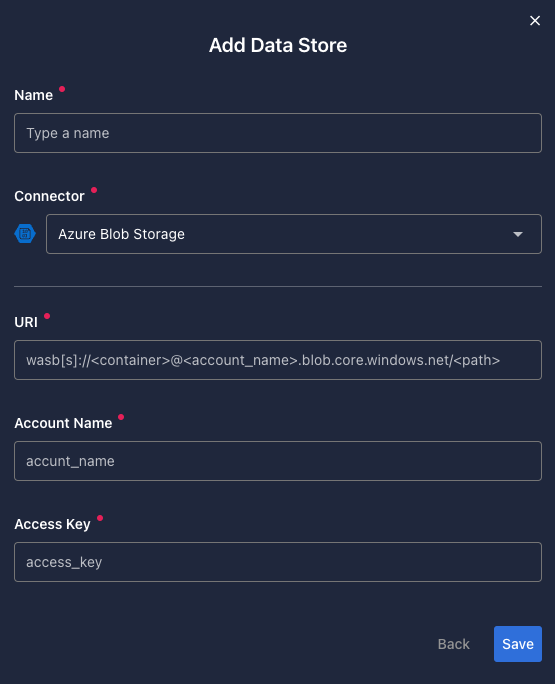 Add Data Store
Name
Type a name
Connector
Azure Blob Storage
URI
wasb[s]://<container>@<account_name>.blob.core.windows.net/<path>
Account Name
accunt_name
Access Key
access_key
Back
Save